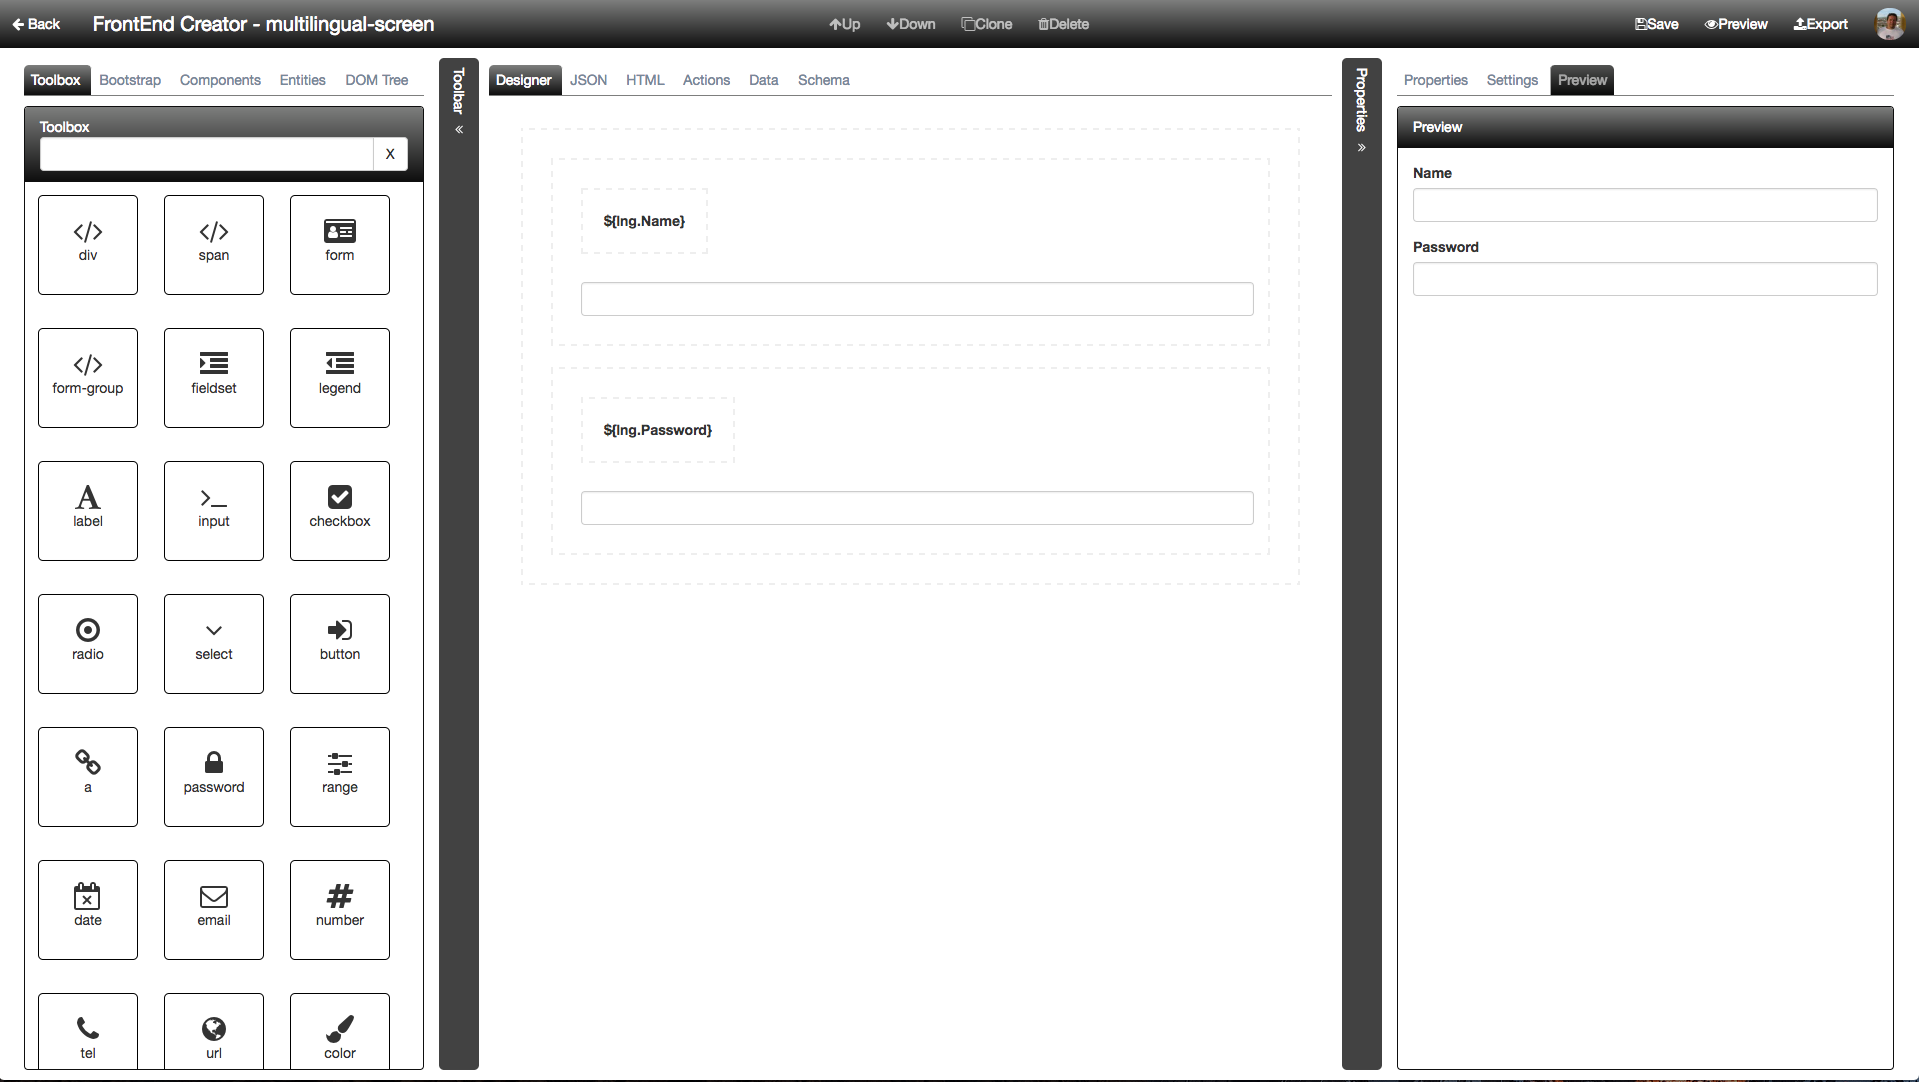 Back
FrontEnd Creator - multilingual-screen
Up Down Clone Delete
Save Preview Export
Toolbox Bootstrap Components Entities DOM Tree
Toolbox
X
div span form
form-group fieldset legend
label input checkbox
radio select button
a password range
date email number
tel url color
Toolbar «
Designer JSON HTML Actions Data Schema
${lng.Name}
${lng.Password}
Properties »
Properties Settings Preview
Preview
Name
Password